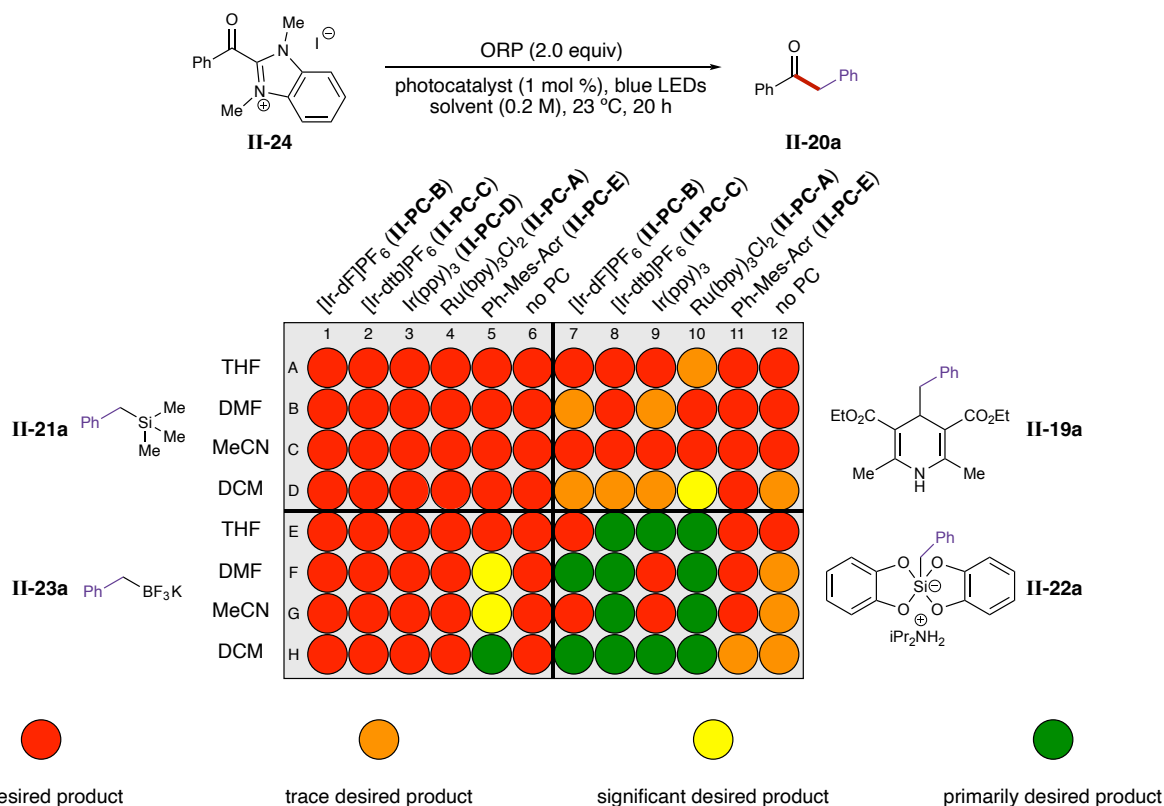 O
Me
N
I⊖
Ph
N
⊕
Me
II-24
ORP (2.0 equiv)
photocatalyst (1 mol %), blue LEDs
solvent (0.2 M), 23 ºC, 20 h
O
Ph
Ph
II-20a
[Ir-dF]PF6 (II-PC-B)
[Ir-dtb]PF6 (II-PC-C)
Ir(ppy)3 (II-PC-D)
Ru(bpy)3Cl2 (II-PC-A)
Ph-Mes-Acr (II-PC-E)
no PC
[Ir-dF]PF6 (II-PC-B)
[Ir-dtb]PF6 (II-PC-C)
Ir(ppy)3
Ru(bpy)3Cl2 (II-PC-A)
Ph-Mes-Acr (II-PC-E)
no PC
1 2 3 4 5 6 7 8 9 10 11 12
THF A
DMF B
MeCN C
DCM D
THF E
DMF F
MeCN G
DCM H
II-21a
Ph
Si
Me
Me
Me
II-23a
Ph
BF3K
Ph
EtO2C
CO2Et
Me
N
H
Me
II-19a
Ph
O
O
Si⊖
O
O
⊕
iPr2NH2
II-22a
desired product
trace desired product
significant desired product
primarily desired product